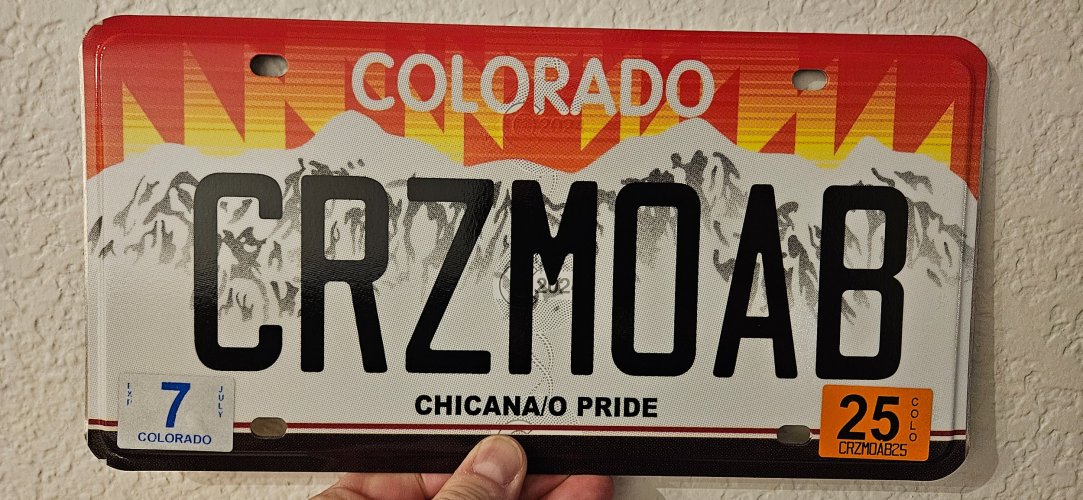 COLORADO
CRZMOAB
CHICANA/O PRIDE
EXP
7
JULY
COLORADO
25
COLO
CRZMOAB25